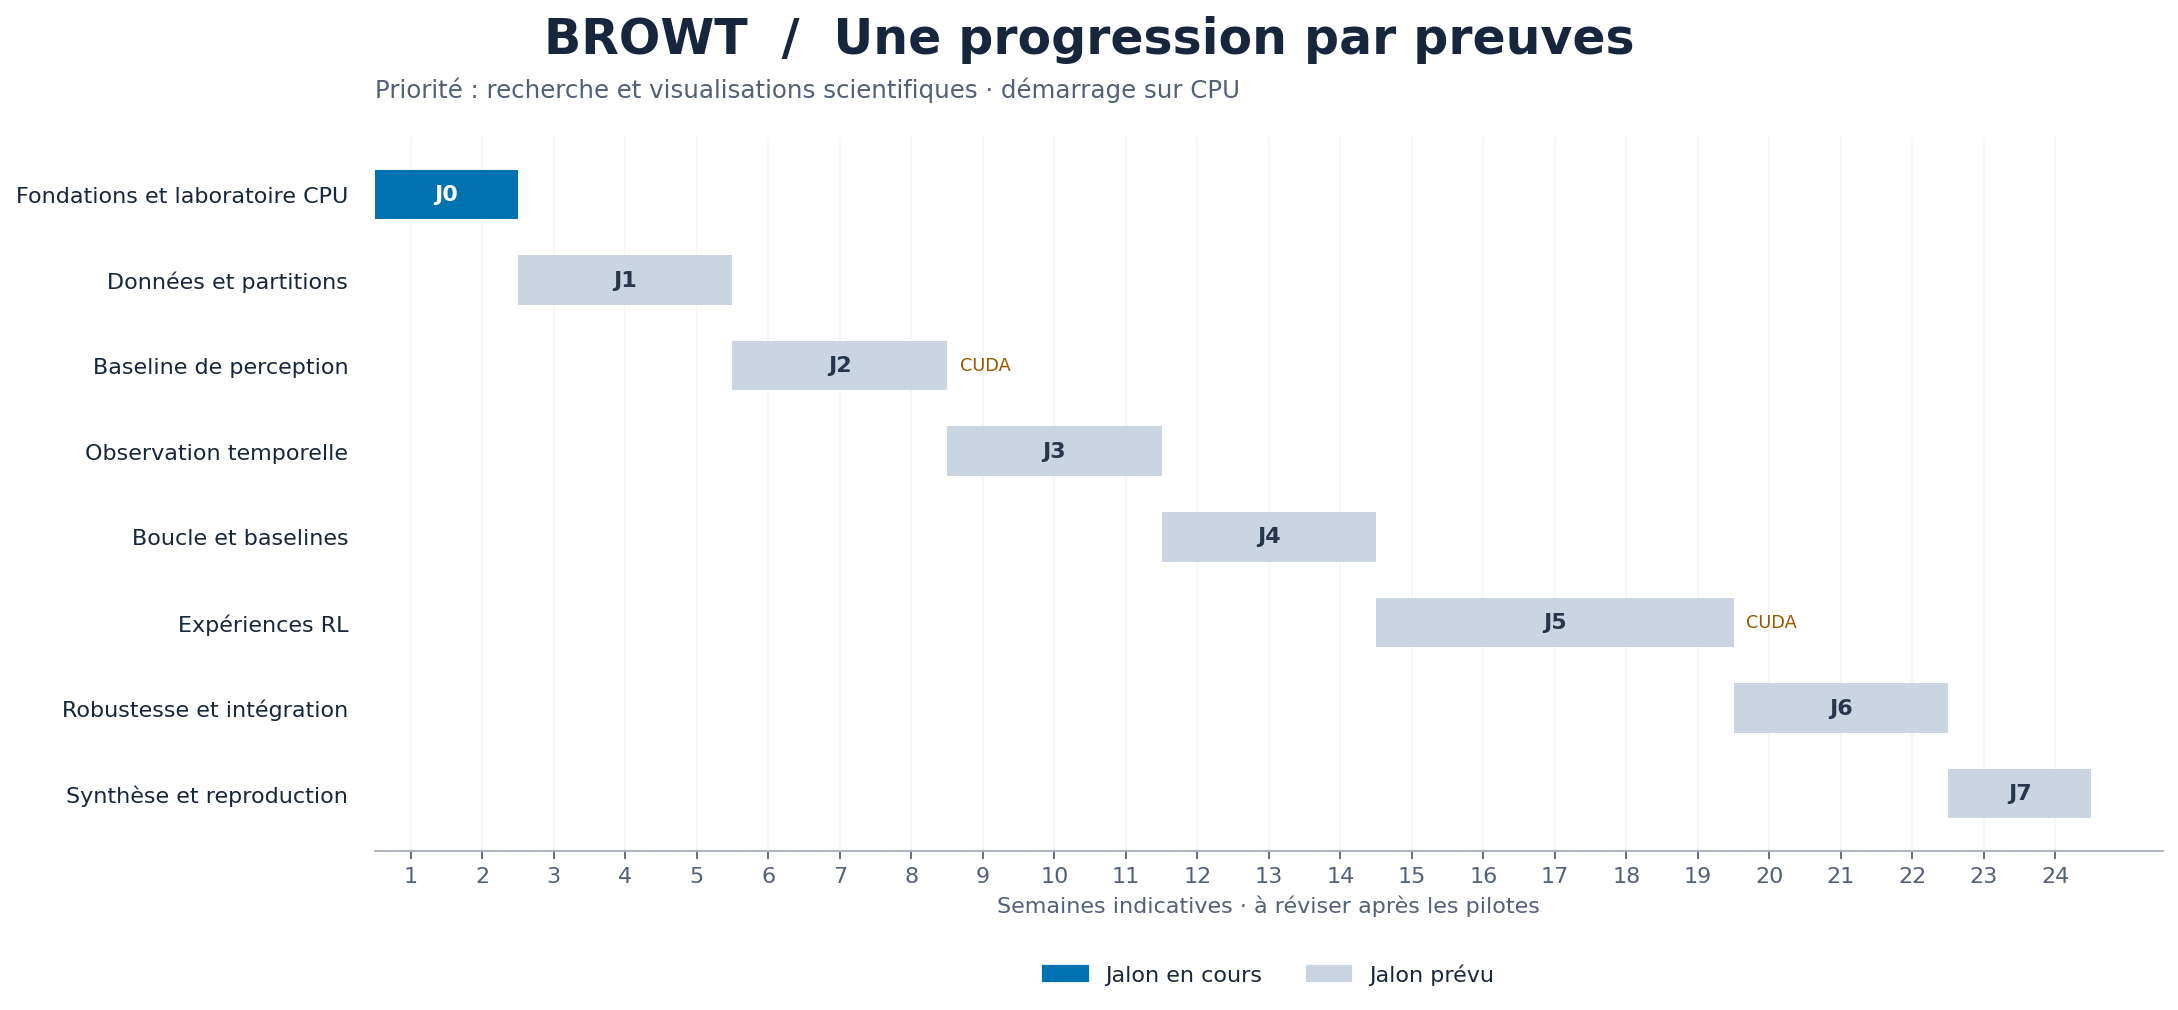 BROWT / Une progression par preuves
Priorité : recherche et visualisations scientifiques · démarrage sur CPU
Fondations et laboratoire CPU
J0
Données et partitions
J1
Baseline de perception
J2
CUDA
Observation temporelle
J3
Boucle et baselines
J4
Expériences RL
J5
CUDA
Robustesse et intégration
J6
Synthèse et reproduction
J7
1 2 3 4 5 6 7 8 9 10 11 12 13 14 15 16 17 18 19 20 21 22 23 24
Semaines indicatives · à réviser après les pilotes
Jalon en cours
Jalon prévu